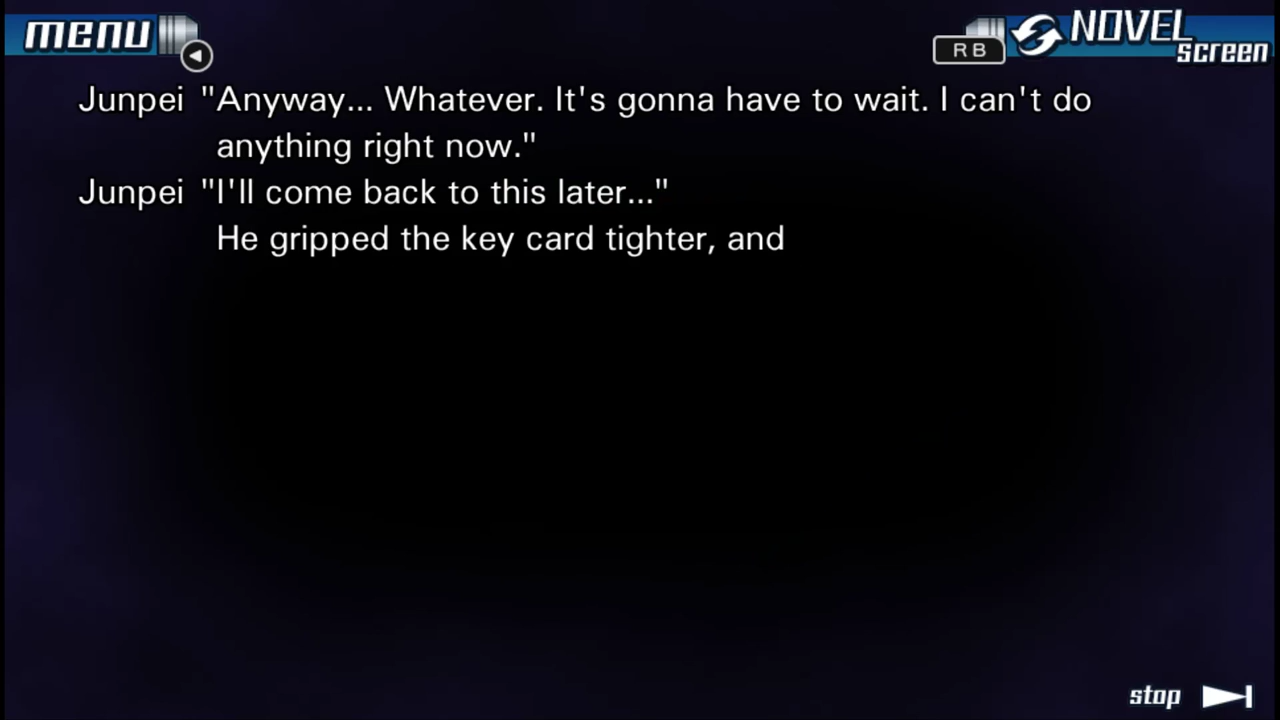 menu
RB NOVEL
screen
Junpei "Anyway... Whatever. It's gonna have to wait. I can't do
anything right now."
Junpei "I'll come back to this later..."
He gripped the key card tighter, and
stop